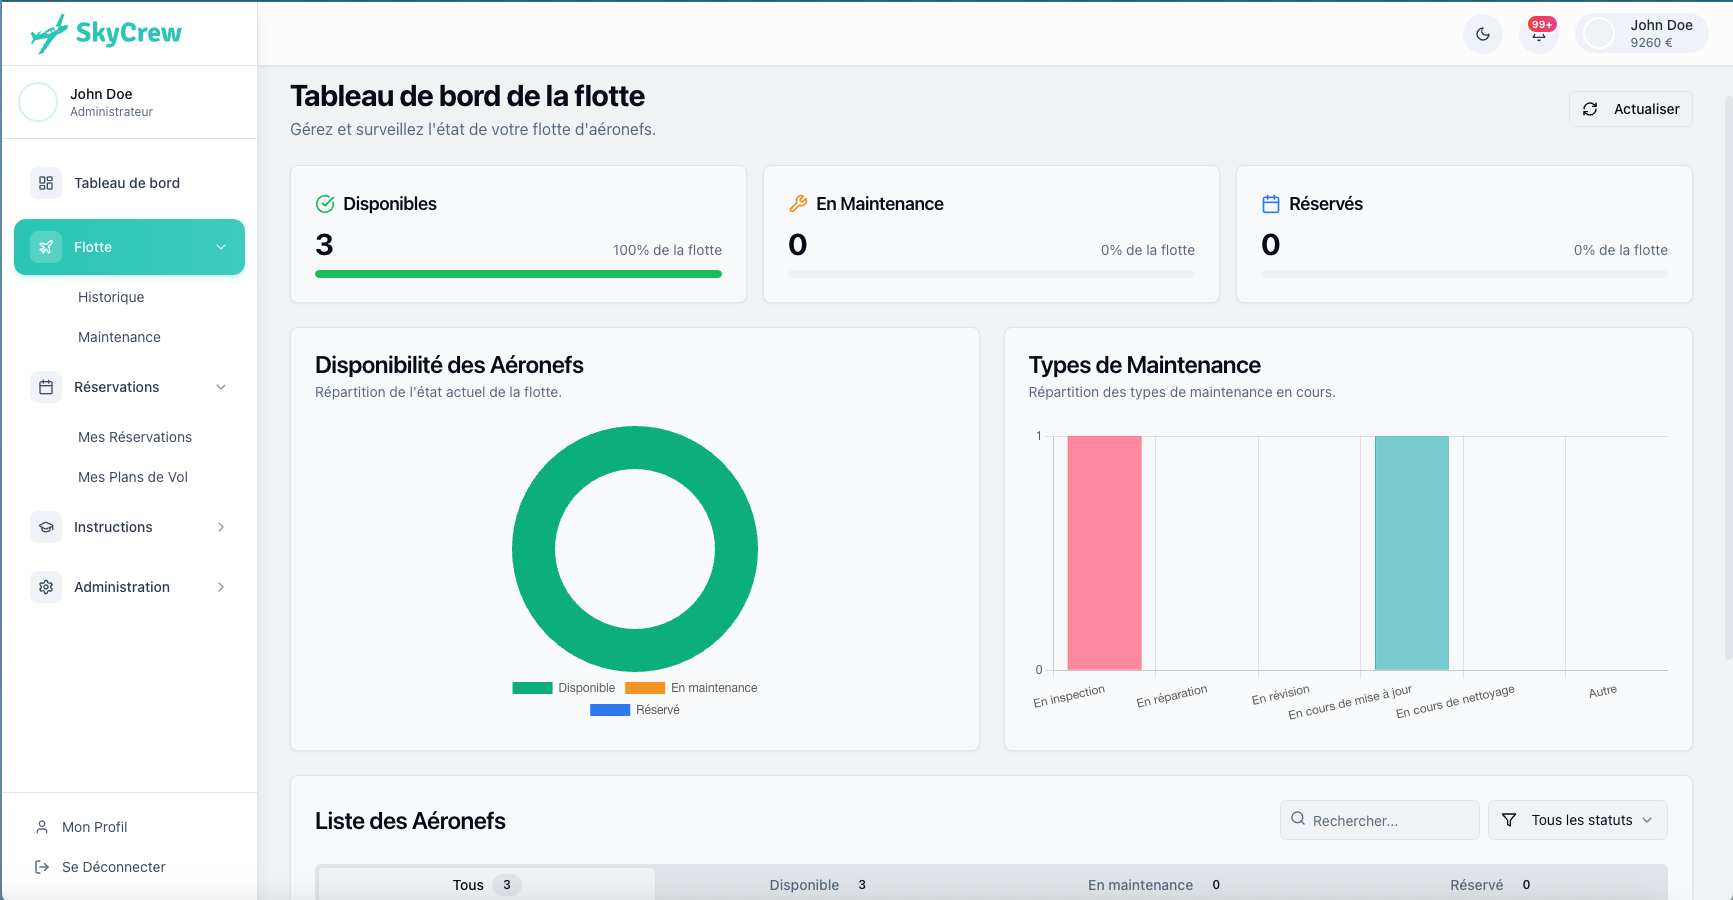 SkyCrew
99+
John Doe
9260 €
John Doe
Administrateur
Tableau de bord
Flotte
Historique
Maintenance
Réservations
Mes Réservations
Mes Plans de Vol
Instructions
Administration
Mon Profil
Se Déconnecter
Tableau de bord de la flotte
Gérez et surveillez l'état de votre flotte d'aéronefs.
Actualiser
Disponibles
3
100% de la flotte
En Maintenance
0
0% de la flotte
Réservés
0
0% de la flotte
Disponibilité des Aéronefs
Répartition de l'état actuel de la flotte.
Disponible
En maintenance
Réservé
Types de Maintenance
Répartition des types de maintenance en cours.
1
0
En inspection
En réparation
En révision
En cours de mise à jour
En cours de nettoyage
Autre
Liste des Aéronefs
Rechercher...
Tous les statuts
Tous 3
Disponible 3
En maintenance 0
Réservé 0